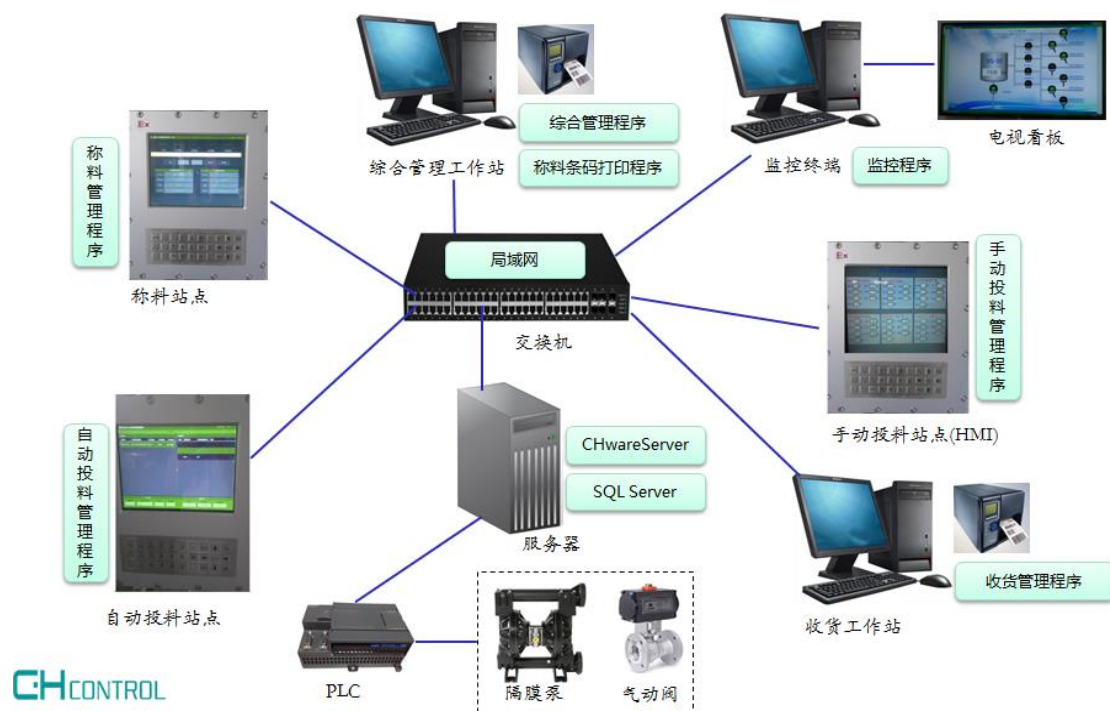 综合管理程序
称料条码打印程序
综合管理工作站
监控终端
监控程序
电视看板
称料管理程序
Ex
称料站点
局域网
交换机
Ex
手动投料管理程序
手动投料站点(HMI)
自动投料管理程序
自动投料站点
CHwareServer
SQL Server
服务器
收货管理程序
收货工作站
PLC
隔膜泵
气动阀
CHCONTROL